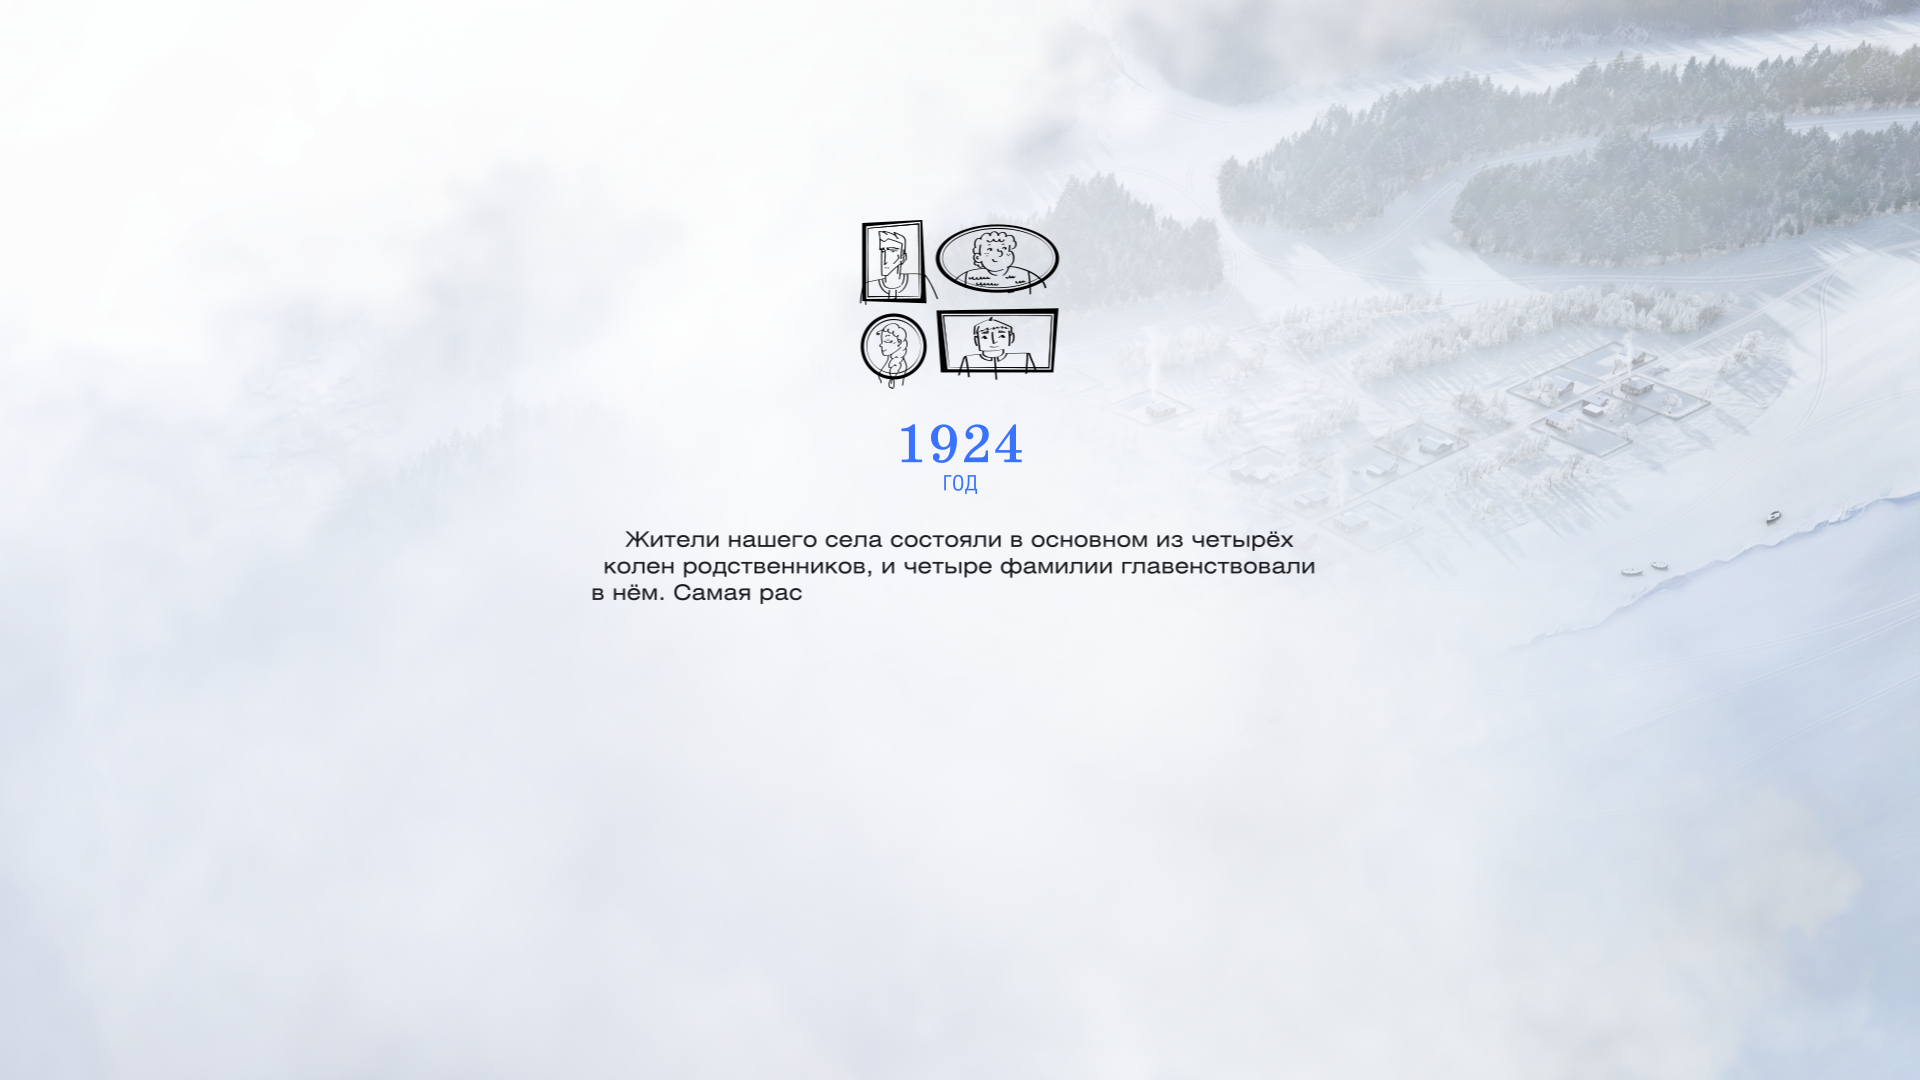 1924
ГОД
Жители нашего села состояли в основном из четырёх
колен родственников, и четыре фамилии главенствовали
в нём. Самая рас